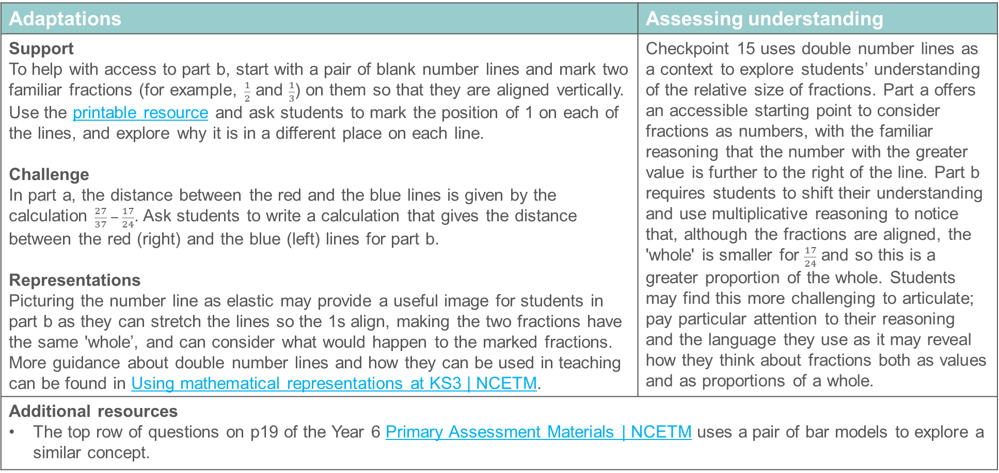 Adaptations
Support
To help with access to part b, start with a pair of blank number lines and mark two
familiar fractions (for example, 1/2 and 1/3) on them so that they are aligned vertically.
Use the printable resource and ask students to mark the position of 1 on each of
the lines, and explore why it is in a different place on each line.
Challenge
In part a, the distance between the red and the blue lines is given by the
calculation 27/37 – 17/24. Ask students to write a calculation that gives the distance
between the red (right) and the blue (left) lines for part b.
Representations
Picturing the number line as elastic may provide a useful image for students in
part b as they can stretch the lines so the 1s align, making the two fractions have
the same 'whole’, and can consider what would happen to the marked fractions.
More guidance about double number lines and how they can be used in teaching
can be found in Using mathematical representations at KS3 | NCETM.
Assessing understanding
Checkpoint 15 uses double number lines as
a context to explore students’ understanding
of the relative size of fractions. Part a offers
an accessible starting point to consider
fractions as numbers, with the familiar
reasoning that the number with the greater
value is further to the right of the line. Part b
requires students to shift their understanding
and use multiplicative reasoning to notice
that, although the fractions are aligned, the
'whole' is smaller for 17/24 and so this is a
greater proportion of the whole. Students
may find this more challenging to articulate;
pay particular attention to their reasoning
and the language they use as it may reveal
how they think about fractions both as values
and as proportions of a whole.
Additional resources
• The top row of questions on p19 of the Year 6 Primary Assessment Materials | NCETM uses a pair of bar models to explore a
similar concept.